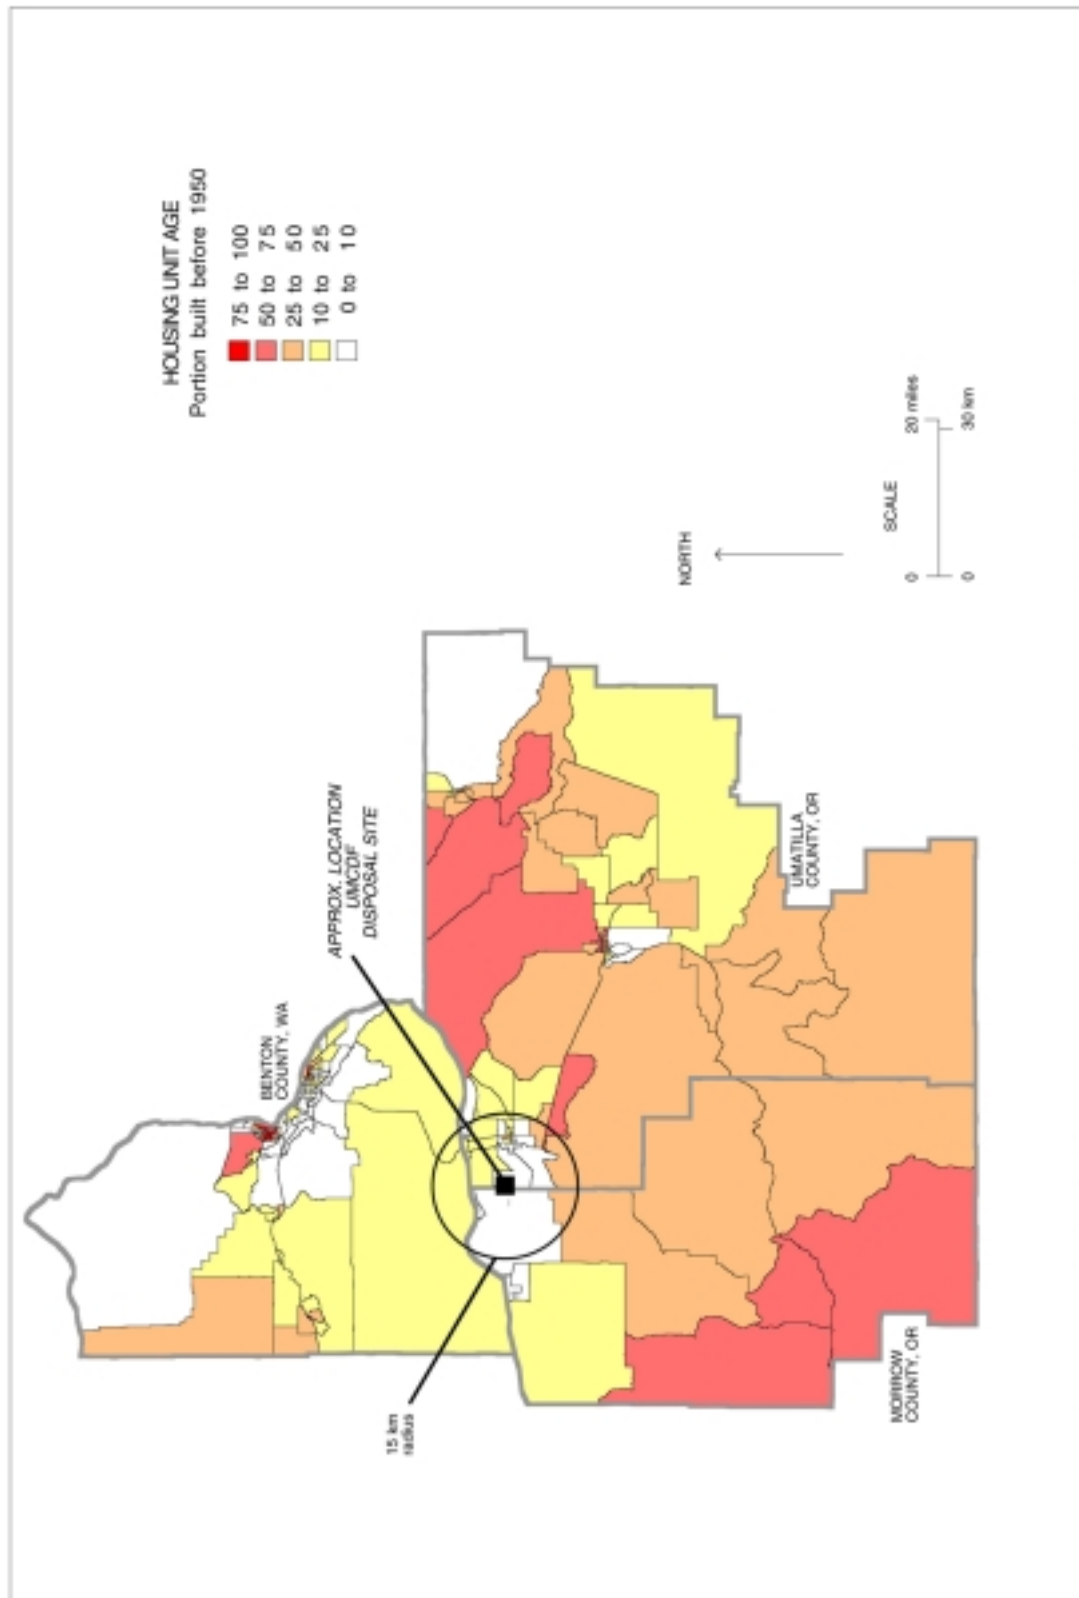 HOUSING UNIT AGE
Portion built before 1950
75 to 100
50 to 75
25 to 50
10 to 25
0 to 10
APPROX. LOCATION
UMCDF
DISPOSAL SITE
BENTON
COUNTY, WA
UMATILLA
COUNTY, OR
MORROW
COUNTY, OR
15 km
radius
NORTH
SCALE
0 20 miles
0 30 km